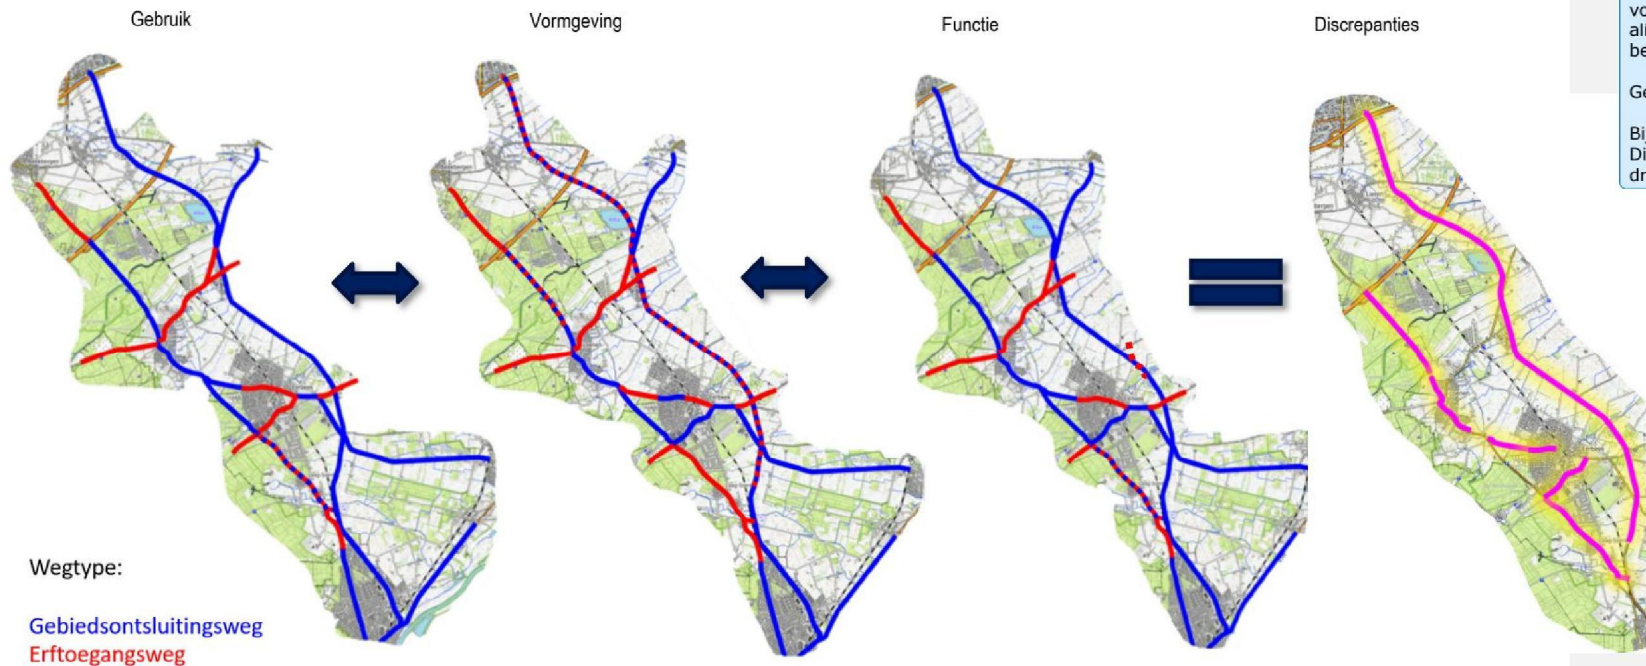 Gebruik
Vormgeving
Functie
Discrepanties
Wegtype:
Gebiedsontsluitingsweg
Erftoegangsweg